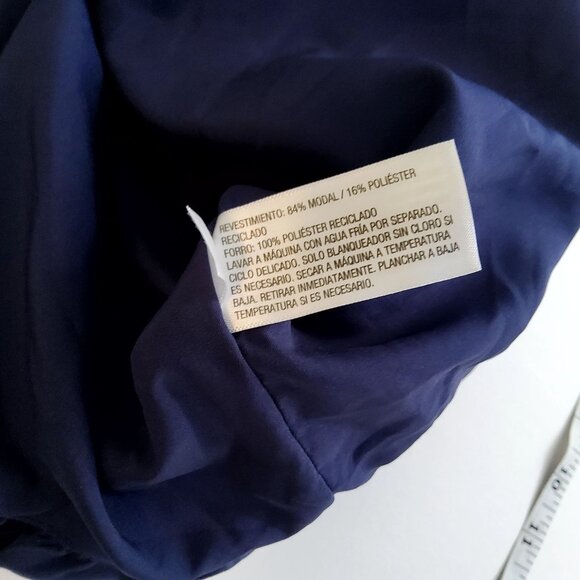 REVESTIMIENTO: 84% MODAL / 16% POLIÉSTER
RECICLADO
FORRO: 100% POLIÉSTER RECICLADO
LAVAR A MÁQUINA CON AGUA FRÍA POR SEPARADO.
CICLO DELICADO. SOLO BLANQUEADOR SIN CLORO SI
ES NECESARIO. SECAR A MÁQUINA A TEMPERATURA
BAJA. RETIRAR INMEDIATAMENTE. PLANCHAR A BAJA
TEMPERATURA SI ES NECESARIO.